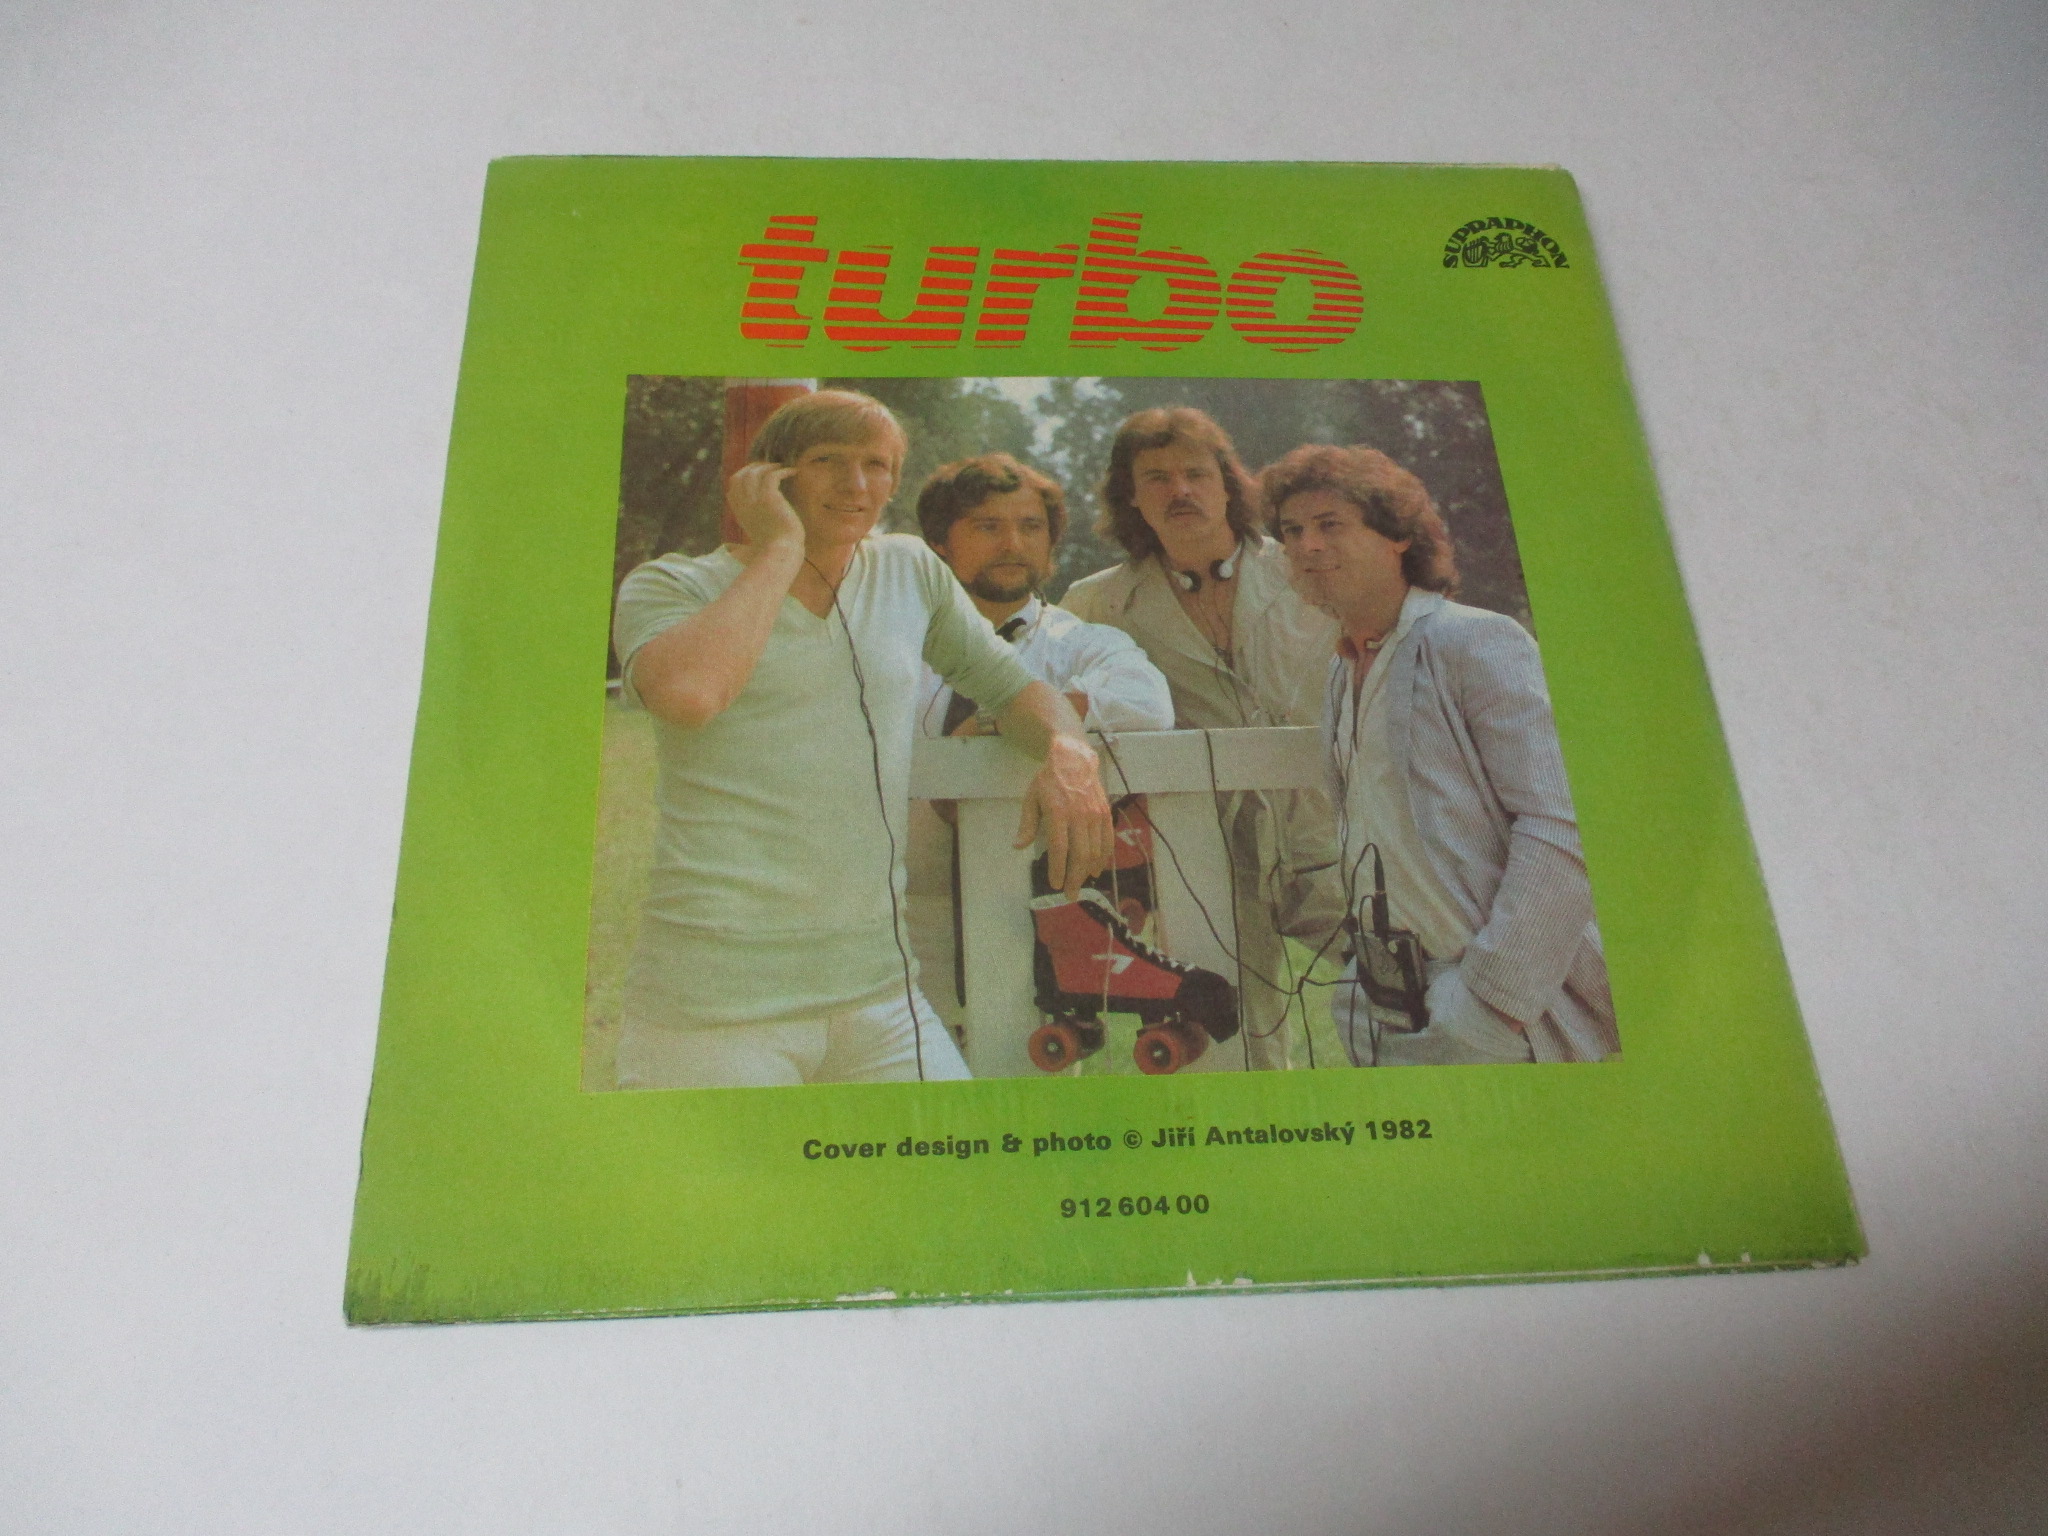 turbo
SUPRAPHON
Cover design & photo © Jiří Antalovský 1982
912 604 00